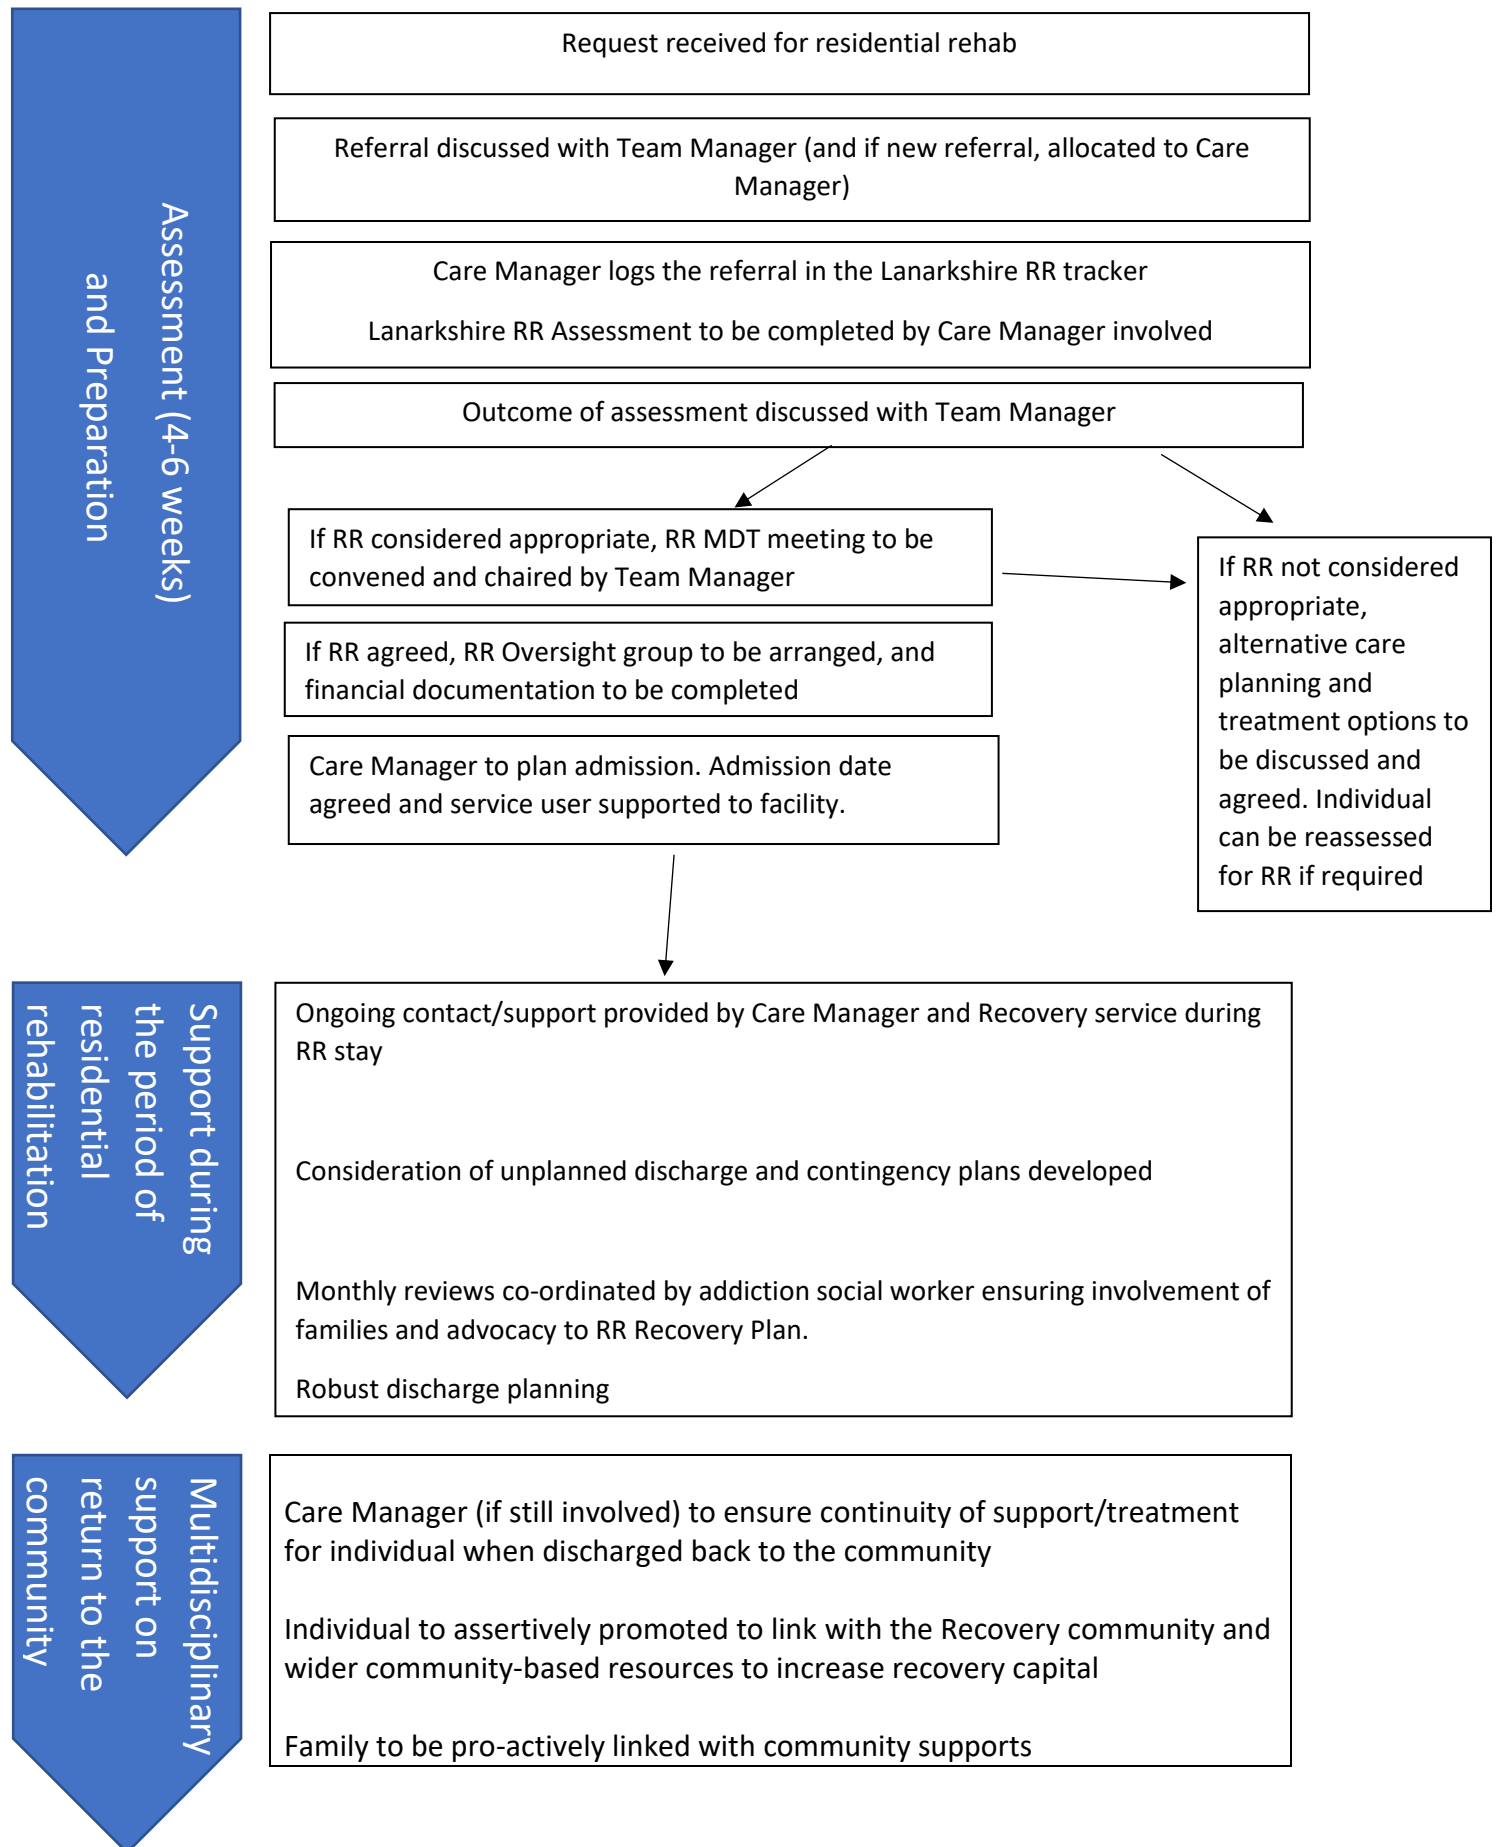 Assessment (4-6 weeks)
and Preparation
Request received for residential rehab
Referral discussed with Team Manager (and if new referral, allocated to Care
Manager)
Care Manager logs the referral in the Lanarkshire RR tracker
Lanarkshire RR Assessment to be completed by Care Manager involved
Outcome of assessment discussed with Team Manager
If RR considered appropriate, RR MDT meeting to be
convened and chaired by Team Manager
If RR agreed, RR Oversight group to be arranged, and
financial documentation to be completed
Care Manager to plan admission. Admission date
agreed and service user supported to facility.
If RR not considered
appropriate,
alternative care
planning and
treatment options to
be discussed and
agreed. Individual
can be reassessed
for RR if required
Support during
the period of
residential
rehabilitation
Ongoing contact/support provided by Care Manager and Recovery service during
RR stay
Consideration of unplanned discharge and contingency plans developed
Monthly reviews co-ordinated by addiction social worker ensuring involvement of
families and advocacy to RR Recovery Plan.
Robust discharge planning
Multidisciplinary
support on
return to the
community
Care Manager (if still involved) to ensure continuity of support/treatment
for individual when discharged back to the community
Individual to assertively promoted to link with the Recovery community and
wider community-based resources to increase recovery capital
Family to be pro-actively linked with community supports